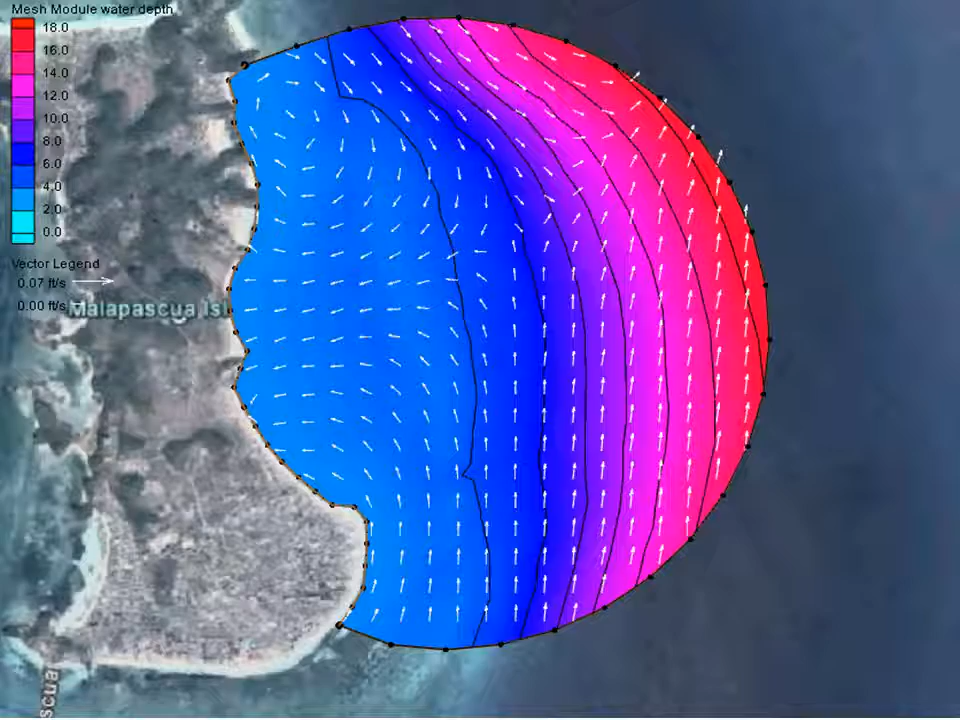 Mesh Module water depth
18.0
16.0
14.0
12.0
10.0
8.0
6.0
4.0
2.0
0.0
Vector Legend
0.07 ft/s
0.00 ft/s
Malapascua Isl
scua